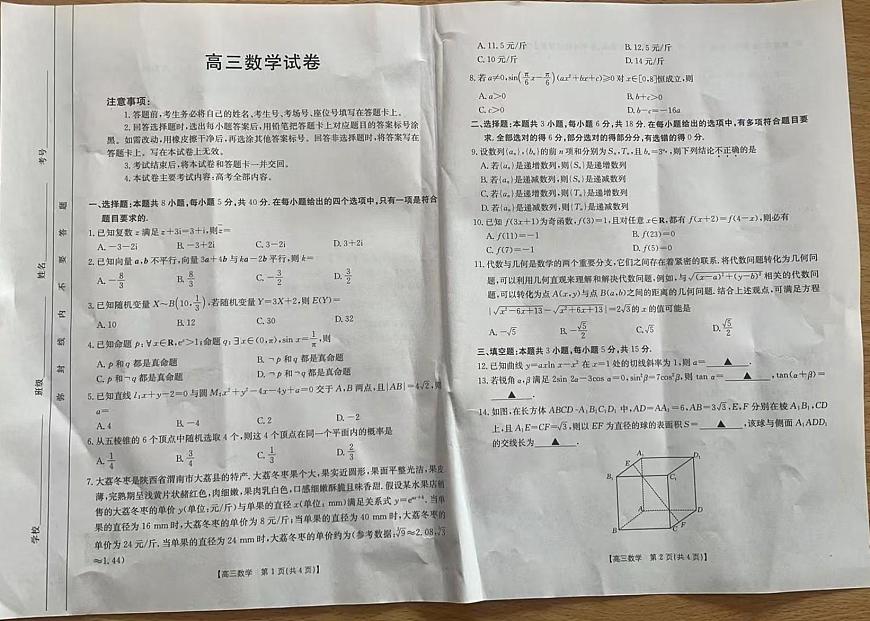 高三数学试卷
注意事项:
1.答题前,考生务必将自己的姓名、考生号、考场号、座位号填写在答题卡上。
2.回答选择题时,选出每小题答案后,用铅笔把答题卡上对应题目的答案标号涂
黑。如需改动,用橡皮擦干净后,再选涂其他答案标号。回答非选择题时,将答案写在
答题卡上。写在本试卷上无效。
3.考试结束后,将本试卷和答题卡一并交回。
4.本试卷主要考试内容:高考全部内容。
一、选择题:本题共8小题,每小题5分,共40分.在每小题给出的四个选项中,只有一项是符合
题目要求的.
1.已知复数z满足z+3i=3+i,则z̄=
A.-3-2i B.-3+2i C.3-2i D.3+2i
2.已知向量a,b不平行,向量3a+4b与ka-2b平行,则k=
A.-8/3 B.8/3 C.-3/2 D.3/2
3.已知随机变量X~B(10,1/3),若随机变量Y=3X+2,则E(Y)=
A.10 B.12 C.30 D.32
4.已知命题p:∀x∈R,eˣ>1;命题q:∃x∈(0,π),sin x=1/π,则
A.p和q都是真命题 B.¬p和q都是真命题
C.p和¬q都是真命题 D.¬p和¬q都是真命题
5.已知直线l:x+y-2=0与圆M:x²+y²-4x-4y+a=0交于A,B两点,且|AB|=4√2,则
a=
A.4 B.-4 C.2 D.-2
6.从五棱锥的6个顶点中随机选取4个,则这4个顶点在同一个平面内的概率是
A.1/4 B.3/4 C.1/3 D.2/3
7.大荔冬枣是陕西省渭南市大荔县的特产.大荔冬枣果个大,果实近圆形,果面平整光洁,果皮
薄,完熟期呈浅黄片状赭红色,肉细嫩,果肉乳白色,口感细嫩酥脆且味香甜.假设某水果店销
售的大荔冬枣的单价y(单位:元/斤)与单果的直径x(单位:mm)满足关系式y=e^(ax+b).当单
果的直径为16 mm时,大荔冬枣的单价为8元/斤;当单果的直径为40 mm时,大荔冬枣的
单价为24元/斤.当单果的直径为24 mm时,大荔冬枣的单价约为(参考数据:∛9≈2.08,∛3
≈1.44)
【高三数学 第1页(共4页)】
学校
班级
姓名
考号
密 封 线 内 不 要 答 题
A.11.5元/斤 B.12.5元/斤
C.10元/斤 D.14元/斤
8.若a≠0,sin(π/6 x-π/6)(ax²+bx+c)≥0对x∈[0,8]恒成立,则
A.a>0 B.b+c>0
C.c>0 D.b-c=-16a
二、选择题:本题共3小题,每小题6分,共18分.在每小题给出的选项中,有多项符合题目要
求.全部选对的得6分,部分选对的得部分分,有选错的得0分.
9.设数列{aₙ},{bₙ}的前n项和分别为Sₙ,Tₙ,且bₙ=3^(aₙ),则下列结论不正确的是
A.若{aₙ}是递增数列,则{Sₙ}是递增数列
B.若{aₙ}是递减数列,则{Sₙ}是递减数列
C.若{aₙ}是递增数列,则{Tₙ}是递增数列
D.若{aₙ}是递减数列,则{Tₙ}是递减数列
10.已知f(3x+1)为奇函数,f(3)=1,且对任意x∈R,都有f(x+2)=f(4-x),则必有
A.f(11)=-1 B.f(23)=0
C.f(7)=-1 D.f(5)=0
11.代数与几何是数学的两个重要分支,它们之间存在着紧密的联系.将代数问题转化为几何问
题,可以利用几何直观来理解和解决代数问题,例如,与√((x-a)²+(y-b)²)相关的代数问
题,可以转化为点A(x,y)与点B(a,b)之间的距离的几何问题.结合上述观点,可满足方程
|√(x²-6x+13)-√(x²+6x+13)|=2√3的x的值可能是
A.-√5 B.-√(5/2) C.√5 D.√(5/2)
三、填空题:本题共3小题,每小题5分,共15分.
12.已知曲线y=axln x-x²在x=1处的切线斜率为1,则a=▲.
13.若锐角α,β满足2sin 2α-3cos α=0,sin²β=7cos²β,则tan α=▲,tan(α+β)=
▲.
14.如图,在长方体ABCD-A₁B₁C₁D₁中,AD=AA₁=6,AB=3√3,E,F分别在棱A₁B₁,CD
上,且A₁E=CF=√3,则以EF为直径的球的表面积S=▲,该球与侧面A₁ADD₁
的交线长为▲.
A₁
D₁
E
B₁
C₁
A
D
B
C
F
【高三数学 第2页(共4页)】